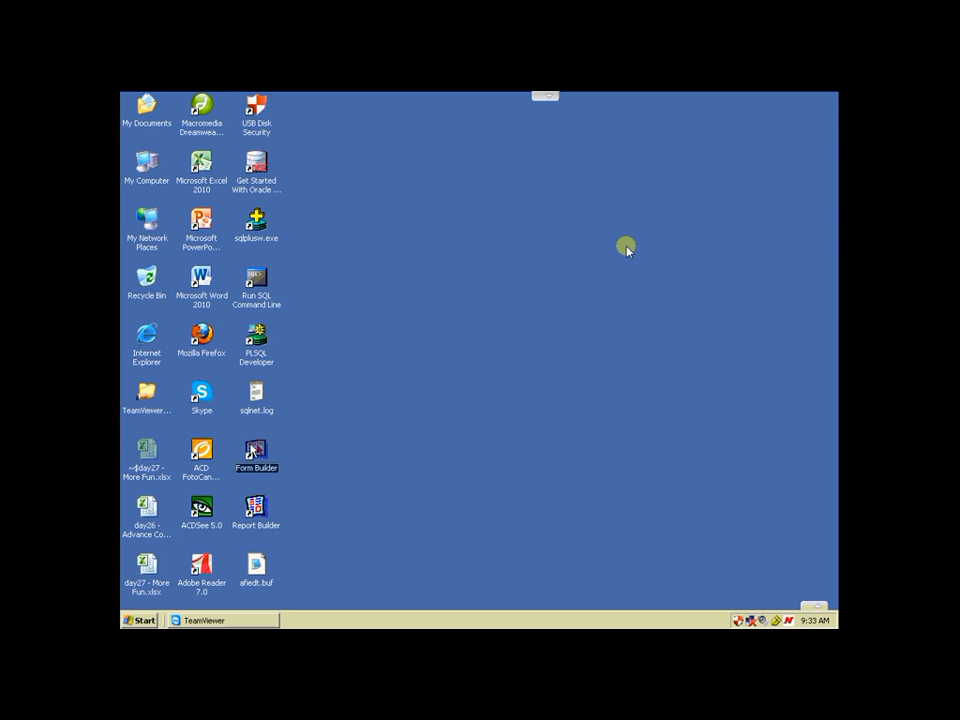 My Documents
Macromedia
Dreamwea...
USB Disk
Security
My Computer
Microsoft Excel
2010
Get Started
With Oracle ...
My Network
Places
Microsoft
PowerPo...
sqlplusw.exe
Recycle Bin
Microsoft Word
2010
Run SQL
Command Line
Internet
Explorer
Mozilla Firefox
PLSQL
Developer
TeamViewer...
Skype
sqlnet.log
~$day27 -
More Fun.xlsx
ACD
FotoCan...
Form Builder
day26 -
Advance Co...
ACDSee 5.0
Report Builder
day27 - More
Fun.xlsx
Adobe Reader
7.0
afiedt.buf
Start
TeamViewer
9:33 AM